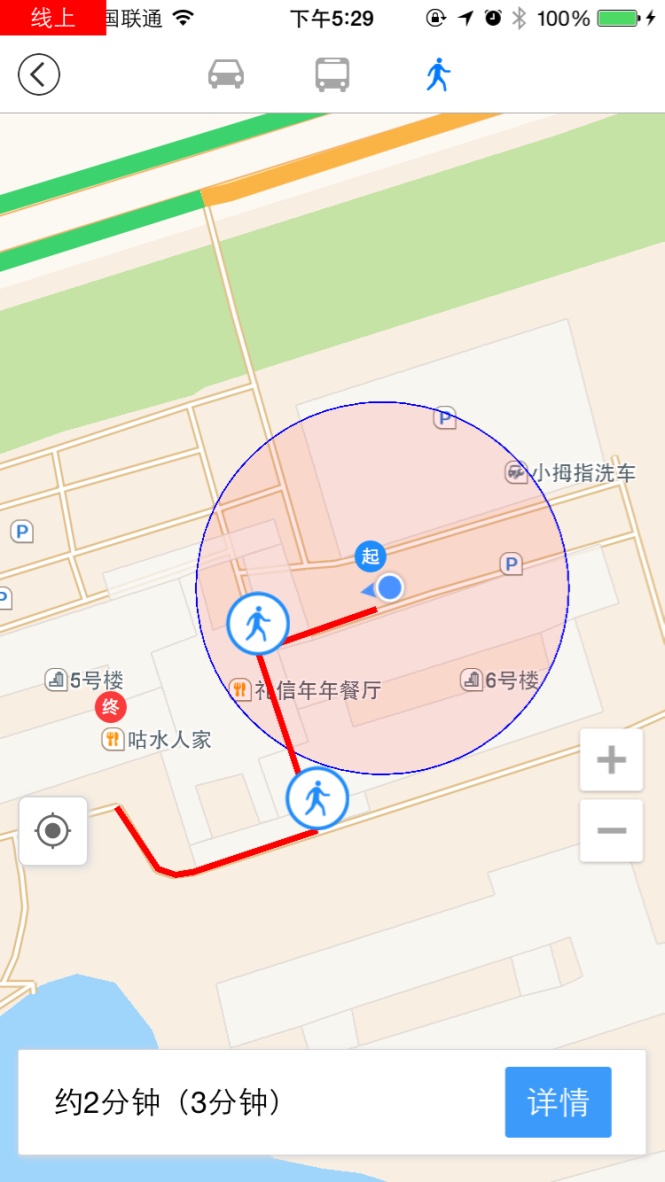 线上 国联通 下午5:29 100%
P
小拇指洗车
P
起
P
P
5号楼
礼信年年餐厅
6号楼
终
咕水人家
+
−
约2分钟（3分钟） 详情